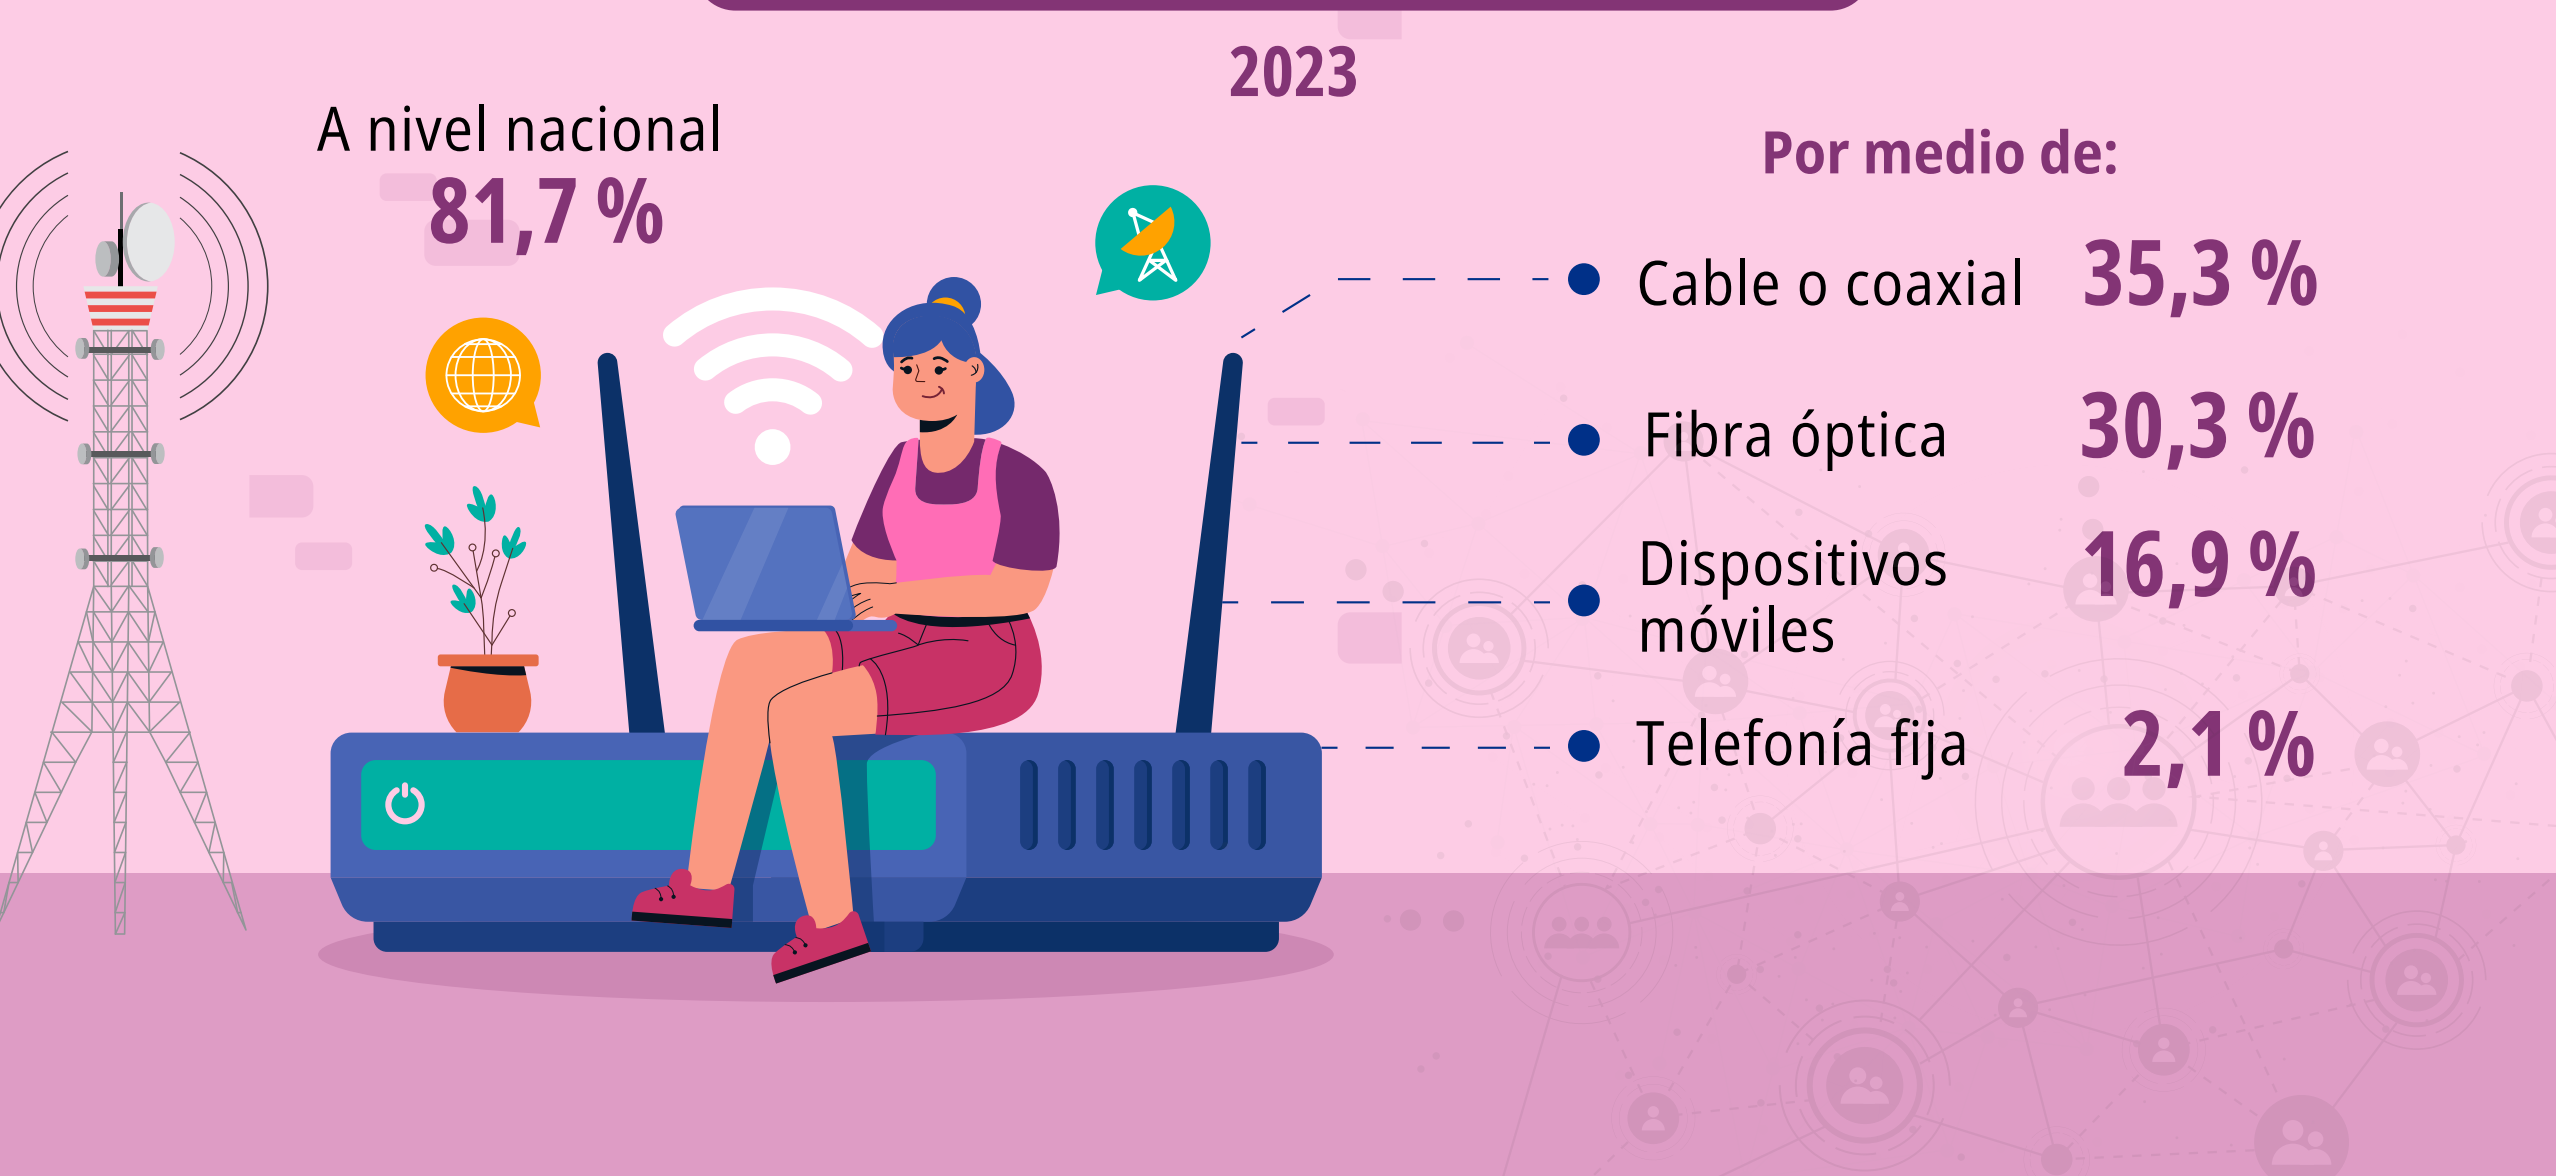 2023
A nivel nacional
81,7 %
Por medio de:
Cable o coaxial 35,3 %
Fibra óptica 30,3 %
Dispositivos
móviles 16,9 %
Telefonía fija 2,1 %